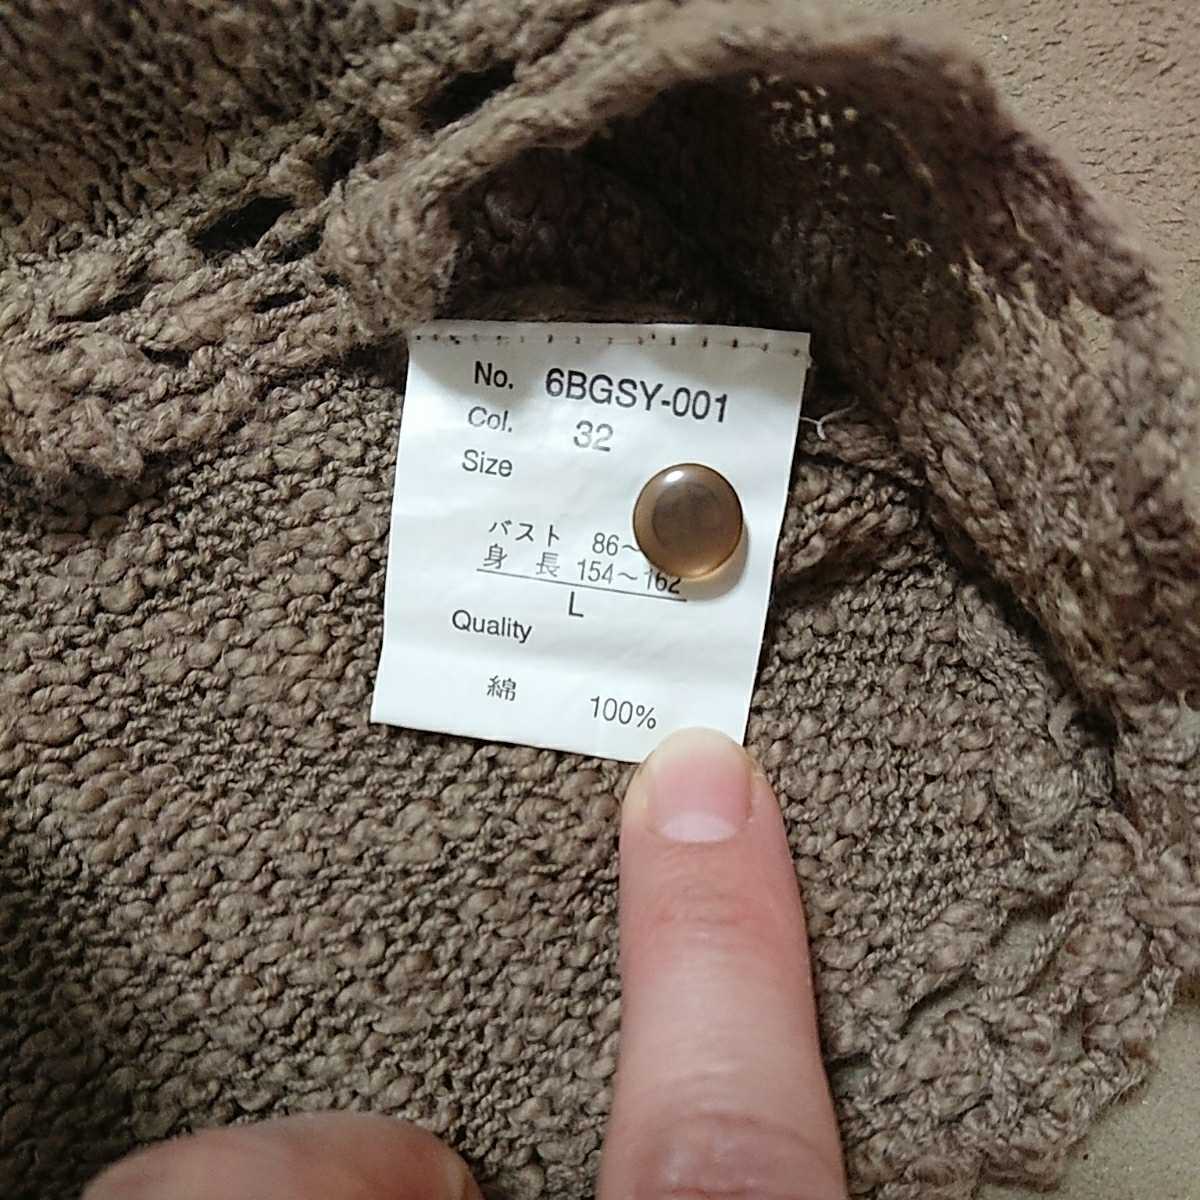 No. 6BGSY-001
Col. 32
Size
バスト 86～
身 長 154～162
L
Quality
綿 100%